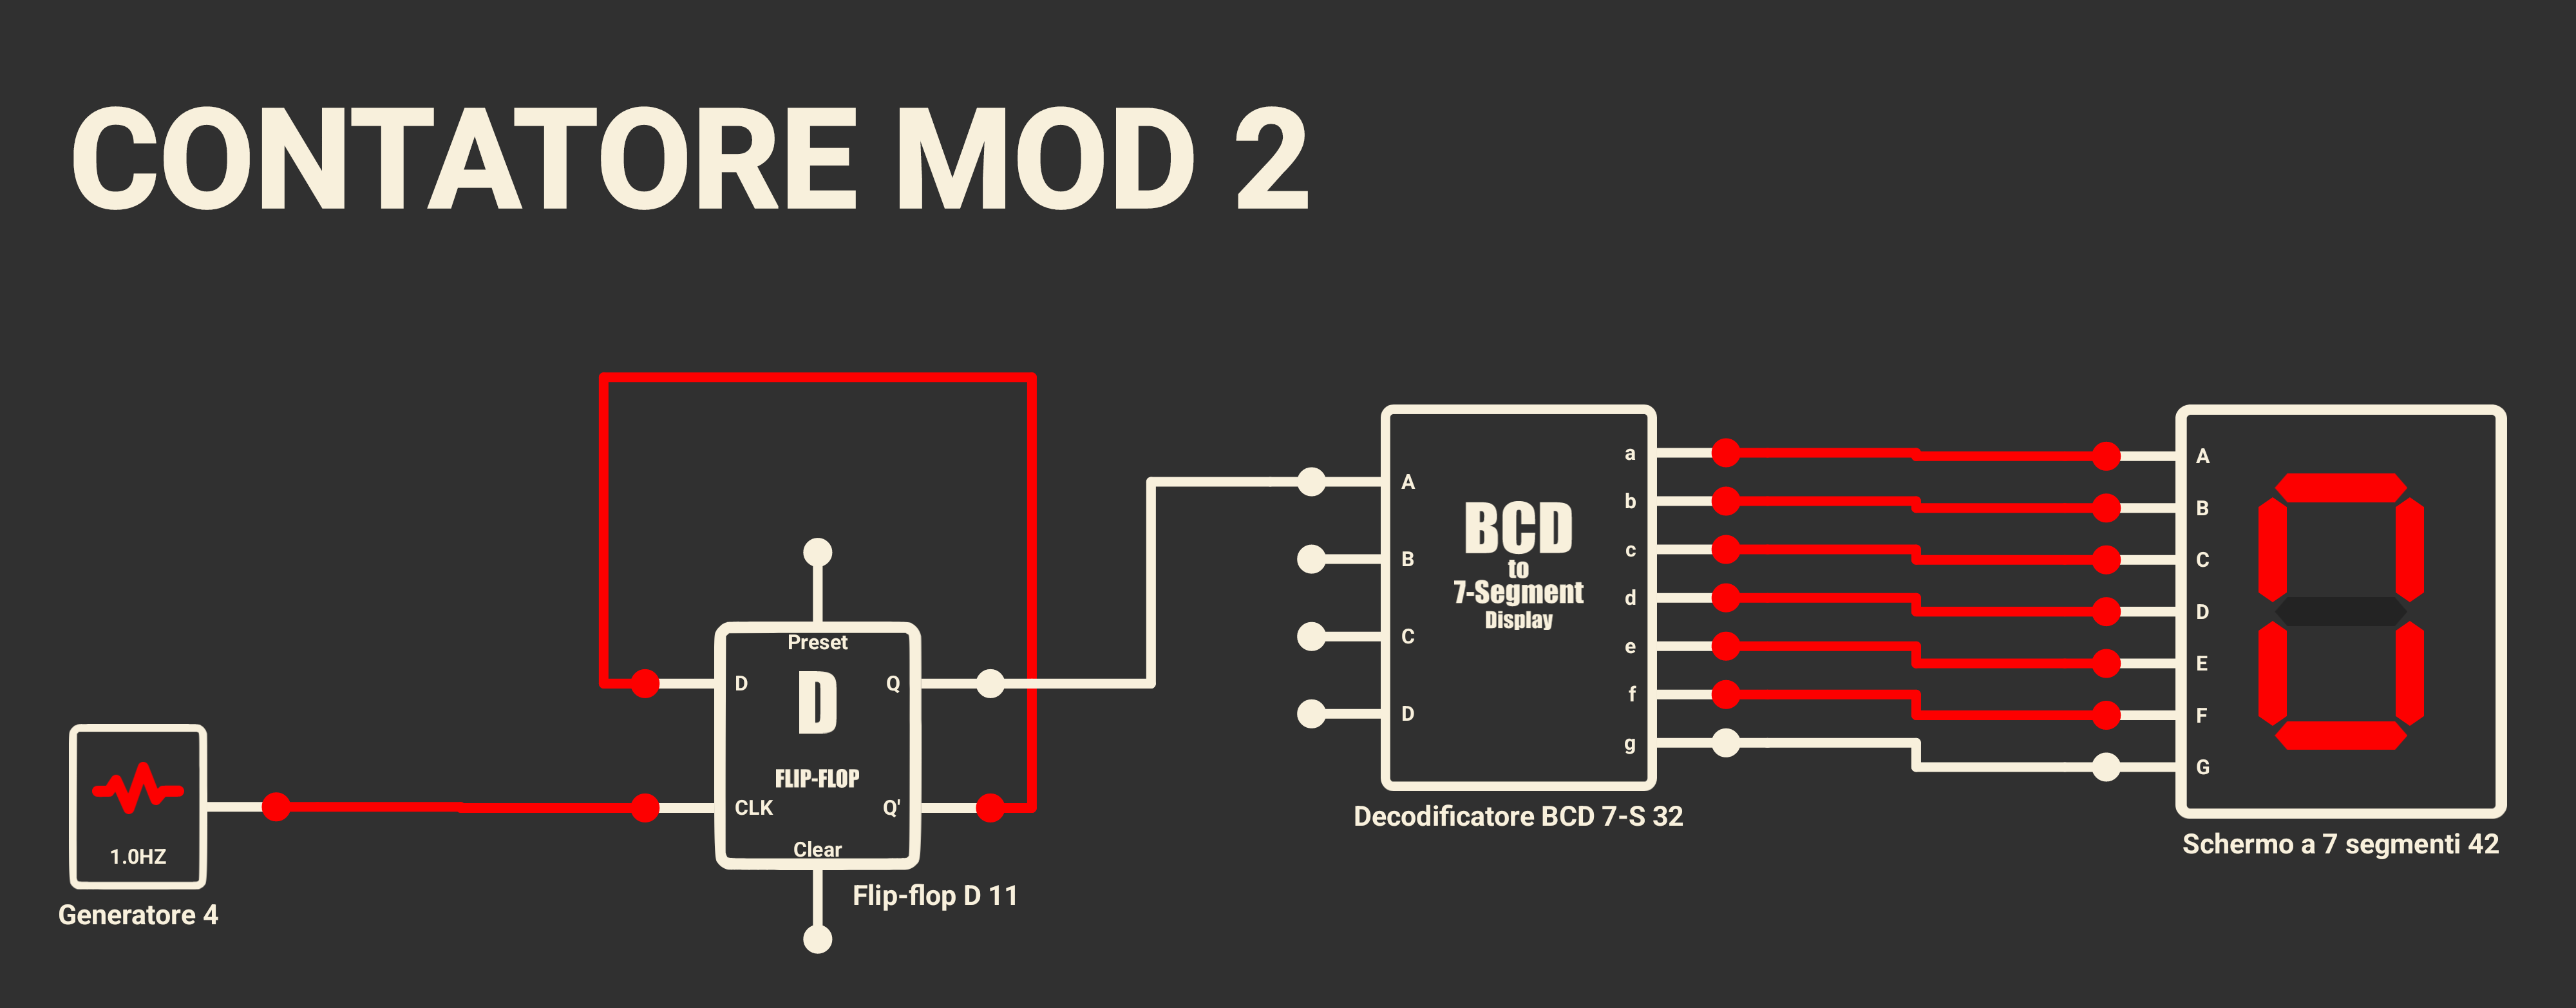 CONTATORE MOD 2
1.0HZ
Generatore 4
Preset
D
D
Q
FLIP-FLOP
CLK
Q'
Clear
Flip-flop D 11
A
B
C
D
BCD
to
7-Segment
Display
a
b
c
d
e
f
g
Decodificatore BCD 7-S 32
A
B
C
D
E
F
G
Schermo a 7 segmenti 42